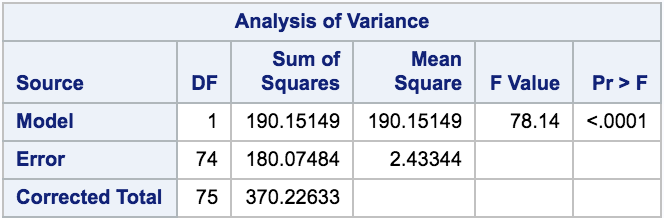 Analysis of Variance
Source DF Sum of Squares Mean Square F Value Pr > F
Model 1 190.15149 190.15149 78.14 <.0001
Error 74 180.07484 2.43344
Corrected Total 75 370.22633